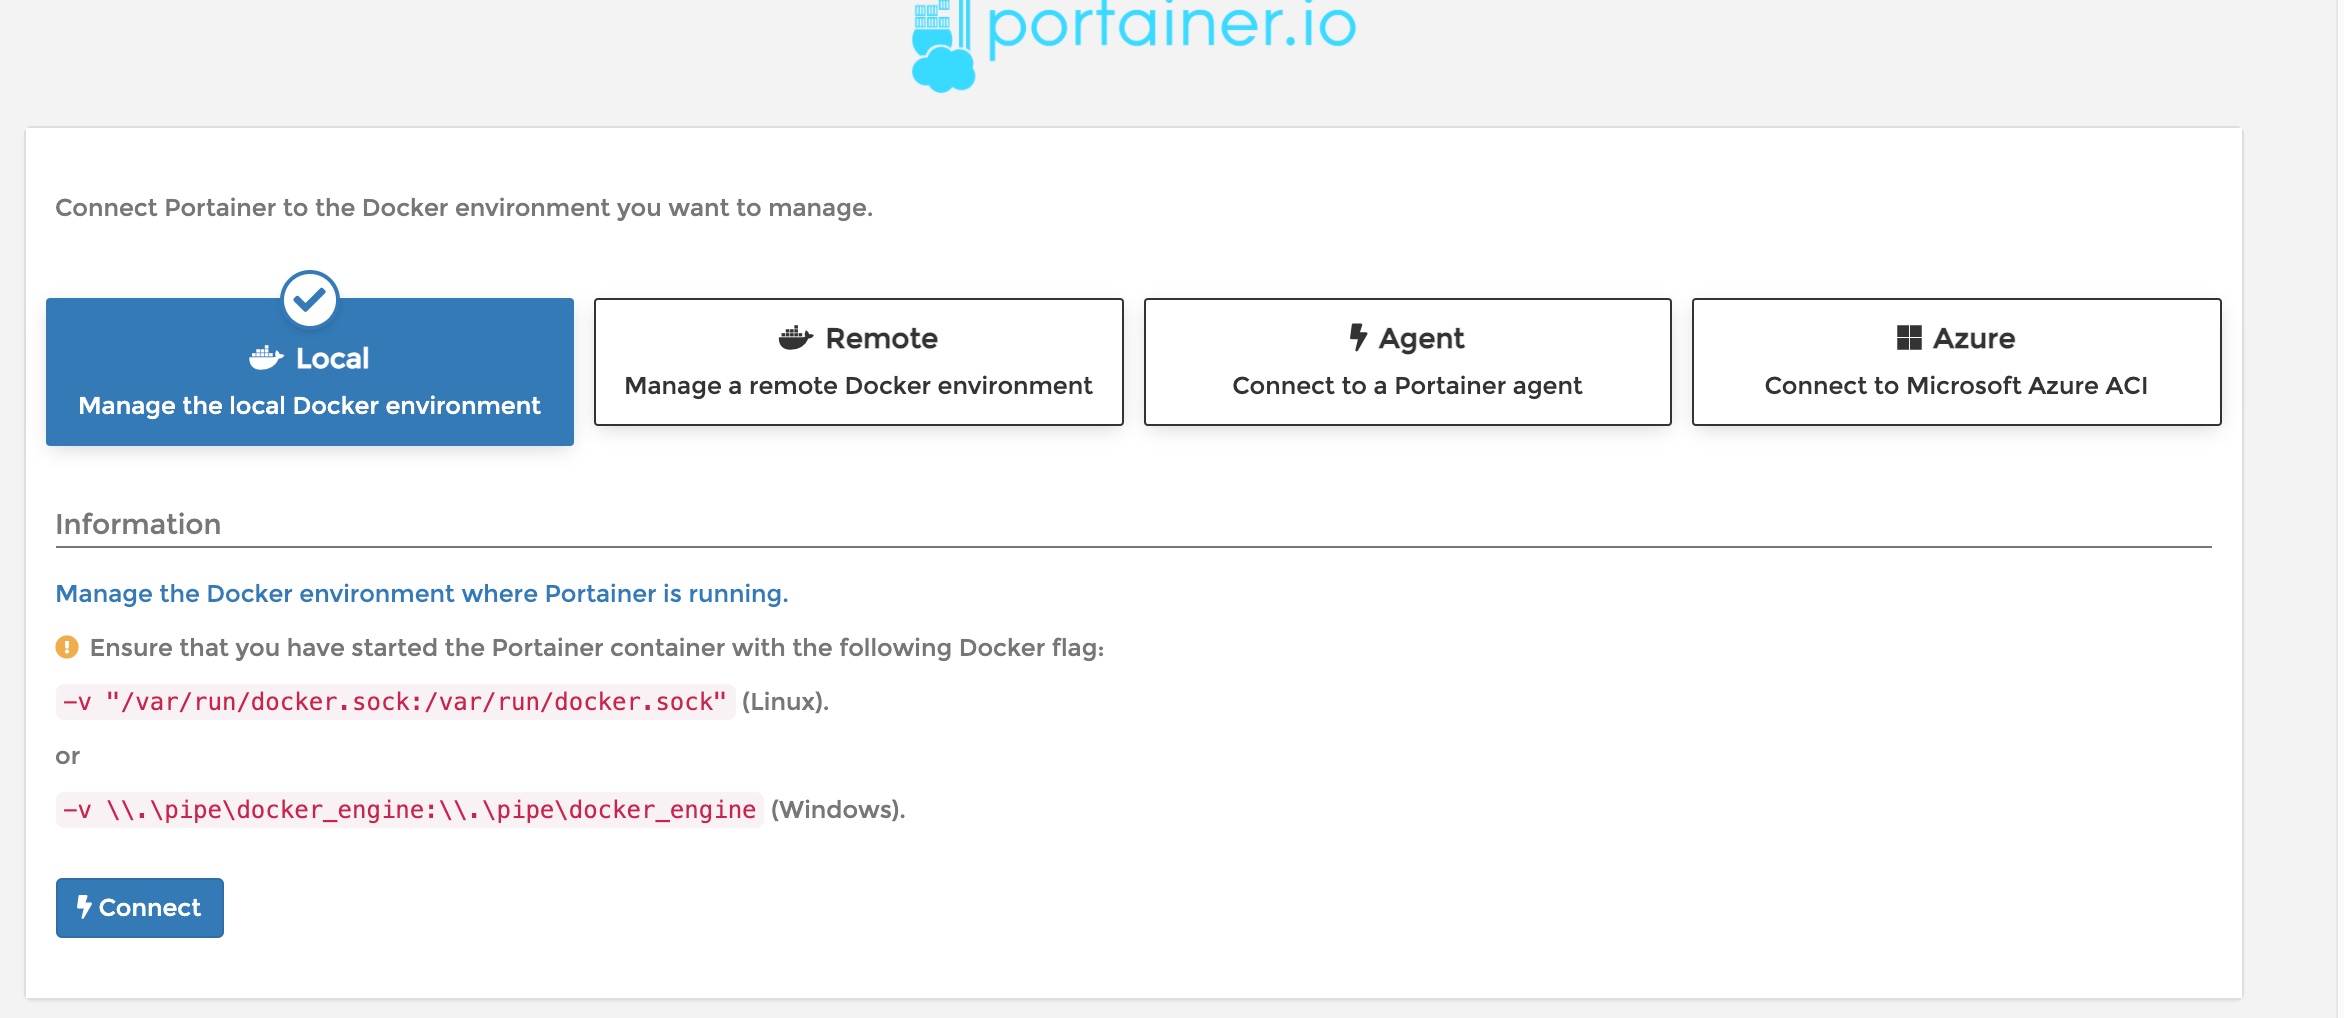 portainer.io
Connect Portainer to the Docker environment you want to manage.
Local
Manage the local Docker environment
Remote
Manage a remote Docker environment
Agent
Connect to a Portainer agent
Azure
Connect to Microsoft Azure ACI
Information
Manage the Docker environment where Portainer is running.
Ensure that you have started the Portainer container with the following Docker flag:
-v "/var/run/docker.sock:/var/run/docker.sock" (Linux).
or
-v \\.\pipe\docker_engine:\\.\pipe\docker_engine (Windows).
Connect